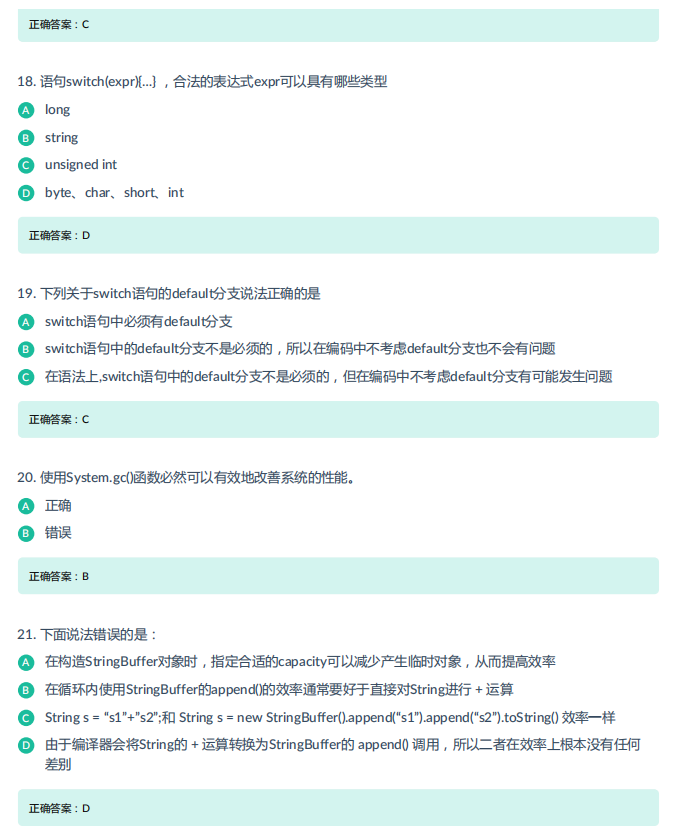 正确答案：C
18. 语句switch(expr){...} ，合法的表达式expr可以具有哪些类型
A long
B string
C unsigned int
D byte、char、short、int
正确答案：D
19. 下列关于switch语句的default分支说法正确的是
A switch语句中必须有default分支
B switch语句中的default分支不是必须的，所以在编码中不考虑default分支也不会有问题
C 在语法上,switch语句中的default分支不是必须的，但在编码中不考虑default分支有可能发生问题
正确答案：C
20. 使用System.gc()函数必然可以有效地改善系统的性能。
A 正确
B 错误
正确答案：B
21. 下面说法错误的是：
A 在构造StringBuffer对象时，指定合适的capacity可以减少产生临时对象，从而提高效率
B 在循环内使用StringBuffer的append()的效率通常要好于直接对String进行 + 运算
C String s = “s1”+”s2”;和 String s = new StringBuffer().append(“s1”).append(“s2”).toString() 效率一样
D 由于编译器会将String的 + 运算转换为StringBuffer的 append() 调用，所以二者在效率上根本没有任何
差别
正确答案：D